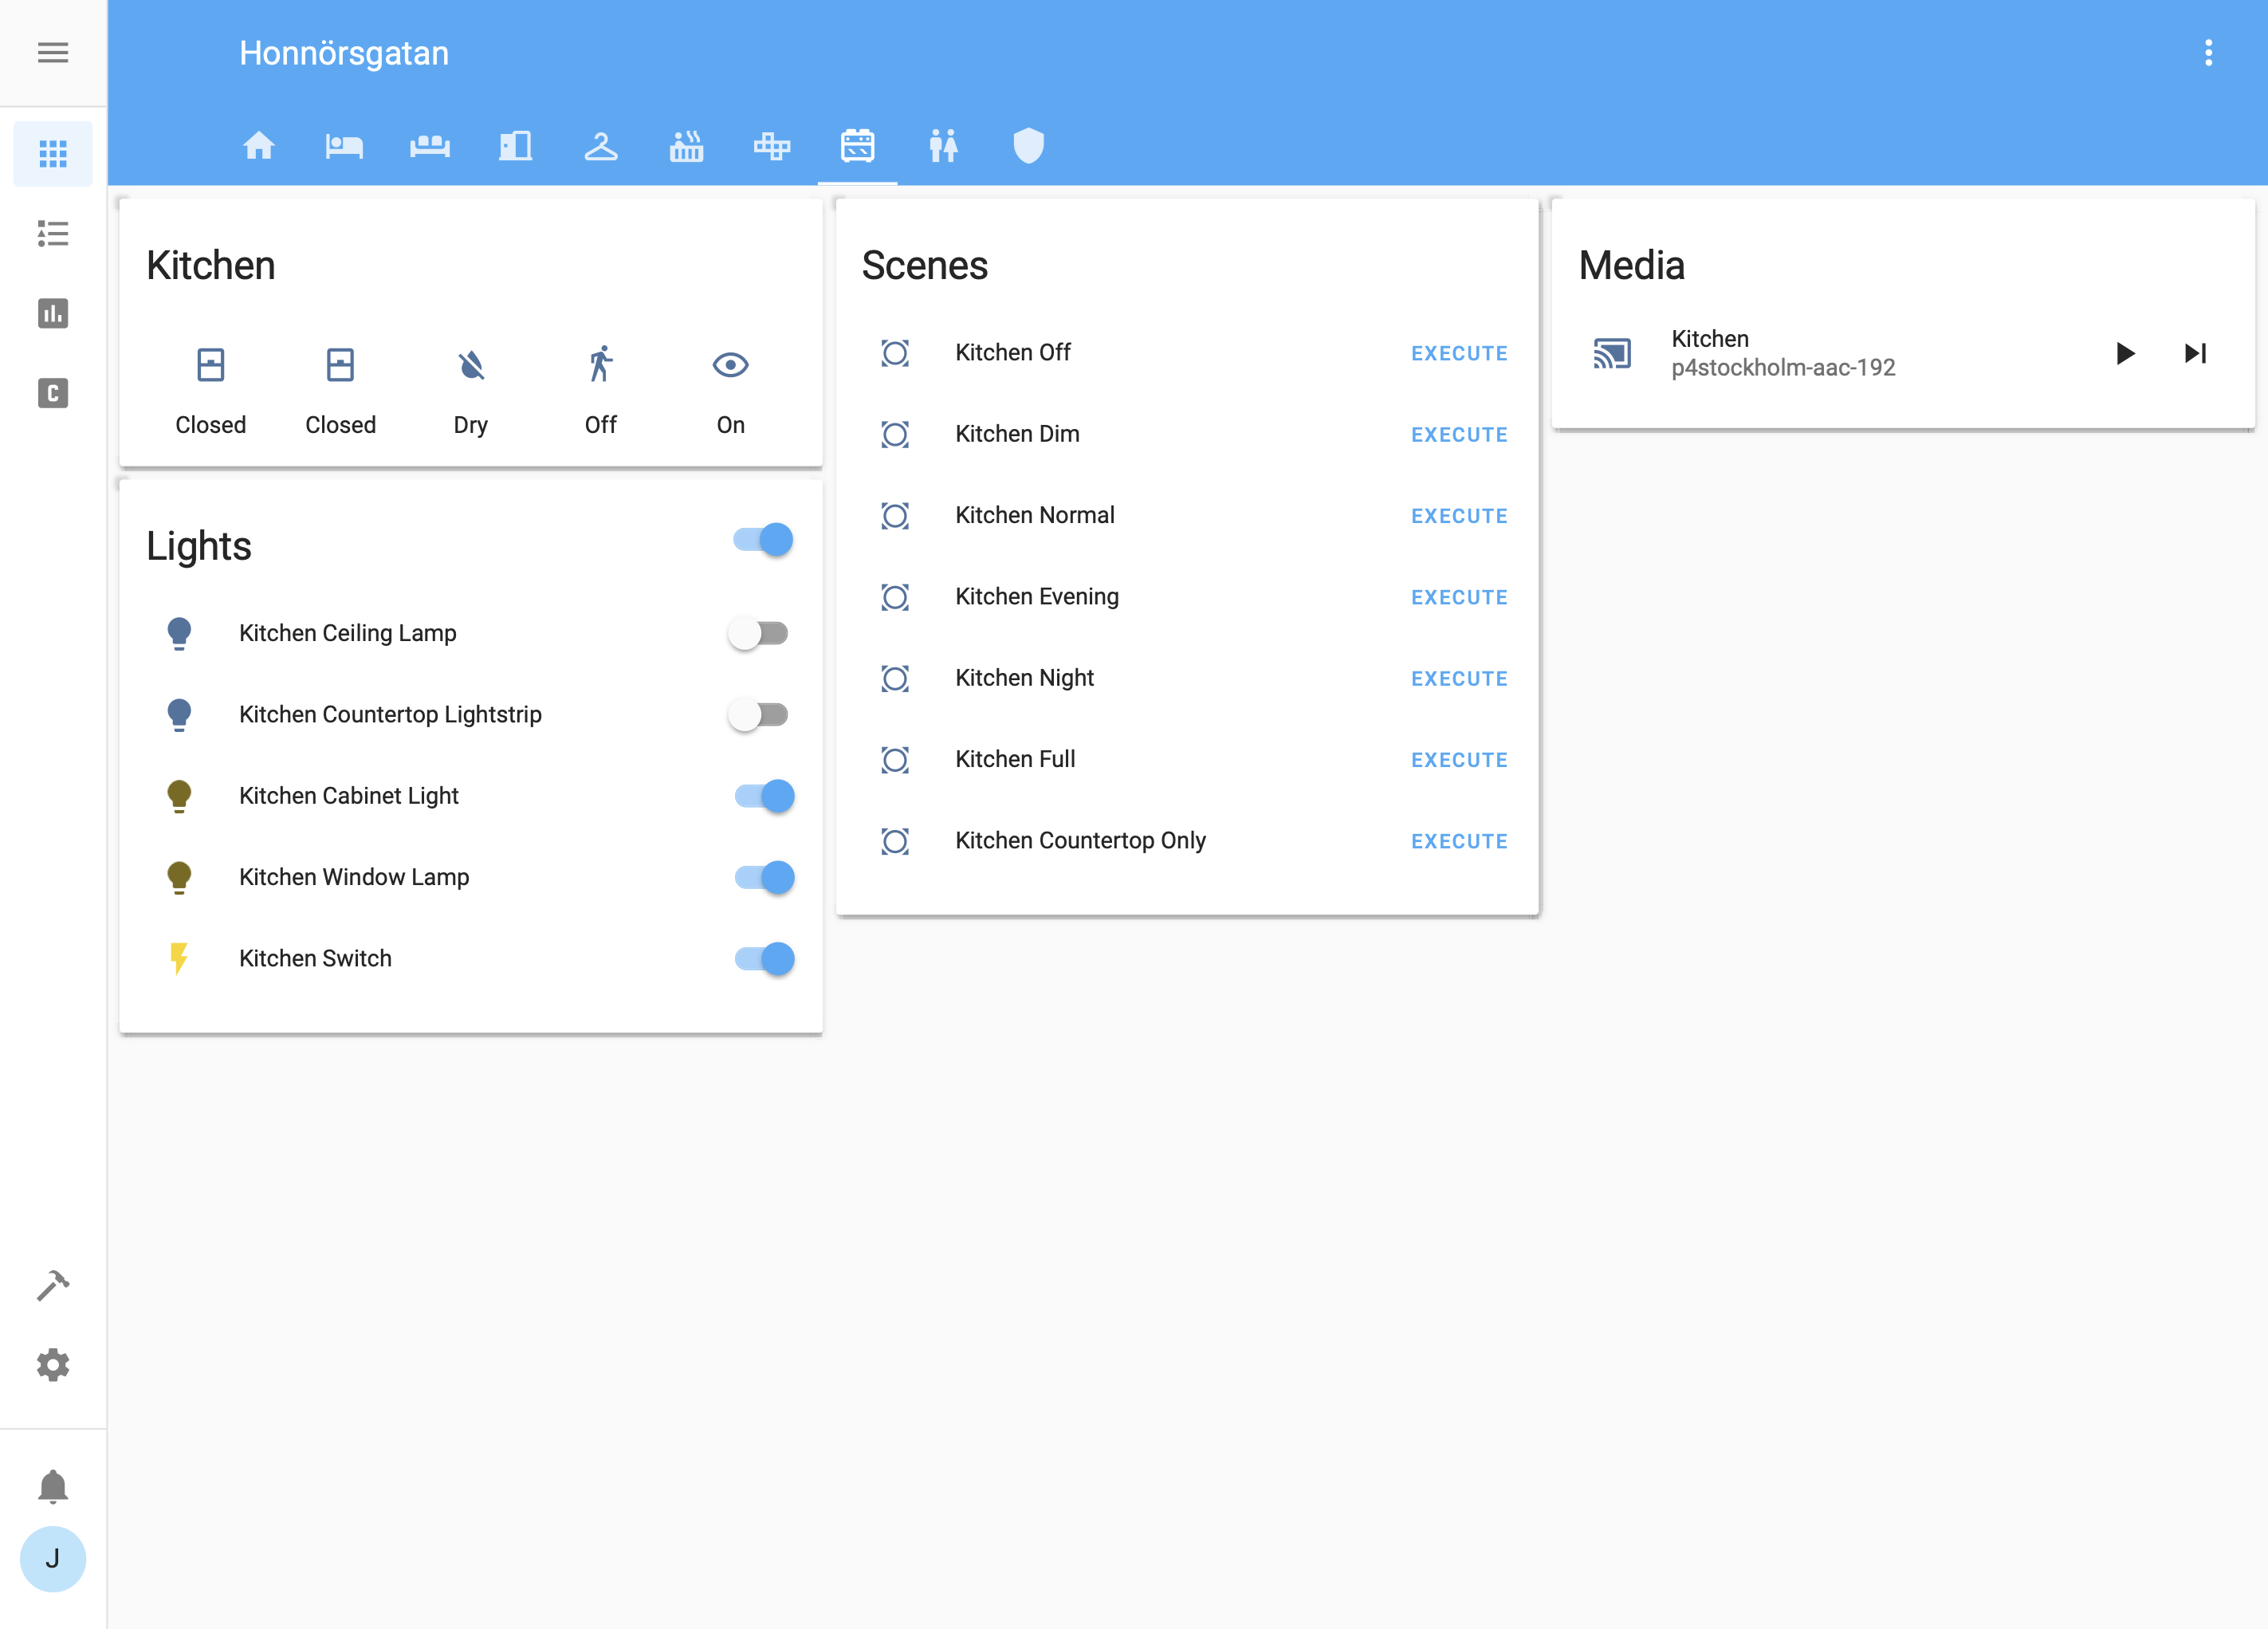 Honnörsgatan
C
Kitchen
Closed
Closed
Dry
Off
On
Lights
Kitchen Ceiling Lamp
Kitchen Countertop Lightstrip
Kitchen Cabinet Light
Kitchen Window Lamp
Kitchen Switch
Scenes
Kitchen Off EXECUTE
Kitchen Dim EXECUTE
Kitchen Normal EXECUTE
Kitchen Evening EXECUTE
Kitchen Night EXECUTE
Kitchen Full EXECUTE
Kitchen Countertop Only EXECUTE
Media
Kitchen
p4stockholm-aac-192
J